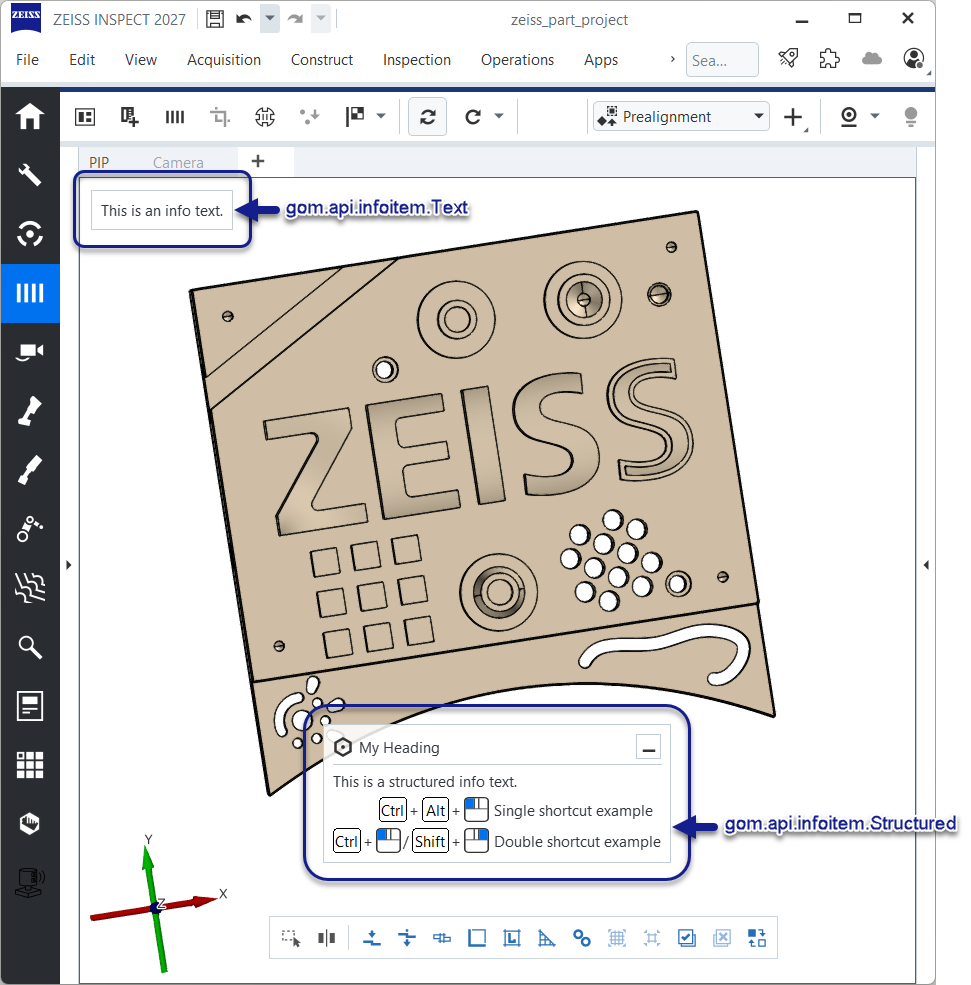 ZEISS
ZEISS INSPECT 2027
zeiss_part_project
File Edit View Acquisition Construct Inspection Operations Apps
Sea...
Prealignment
PIP Camera
This is an info text.
gom.api.infoitem.Text
ZEISS
My Heading
This is a structured info text.
Ctrl + Alt + Single shortcut example
Ctrl + / Shift + Double shortcut example
gom.api.infoitem.Structured
Y
X
Z